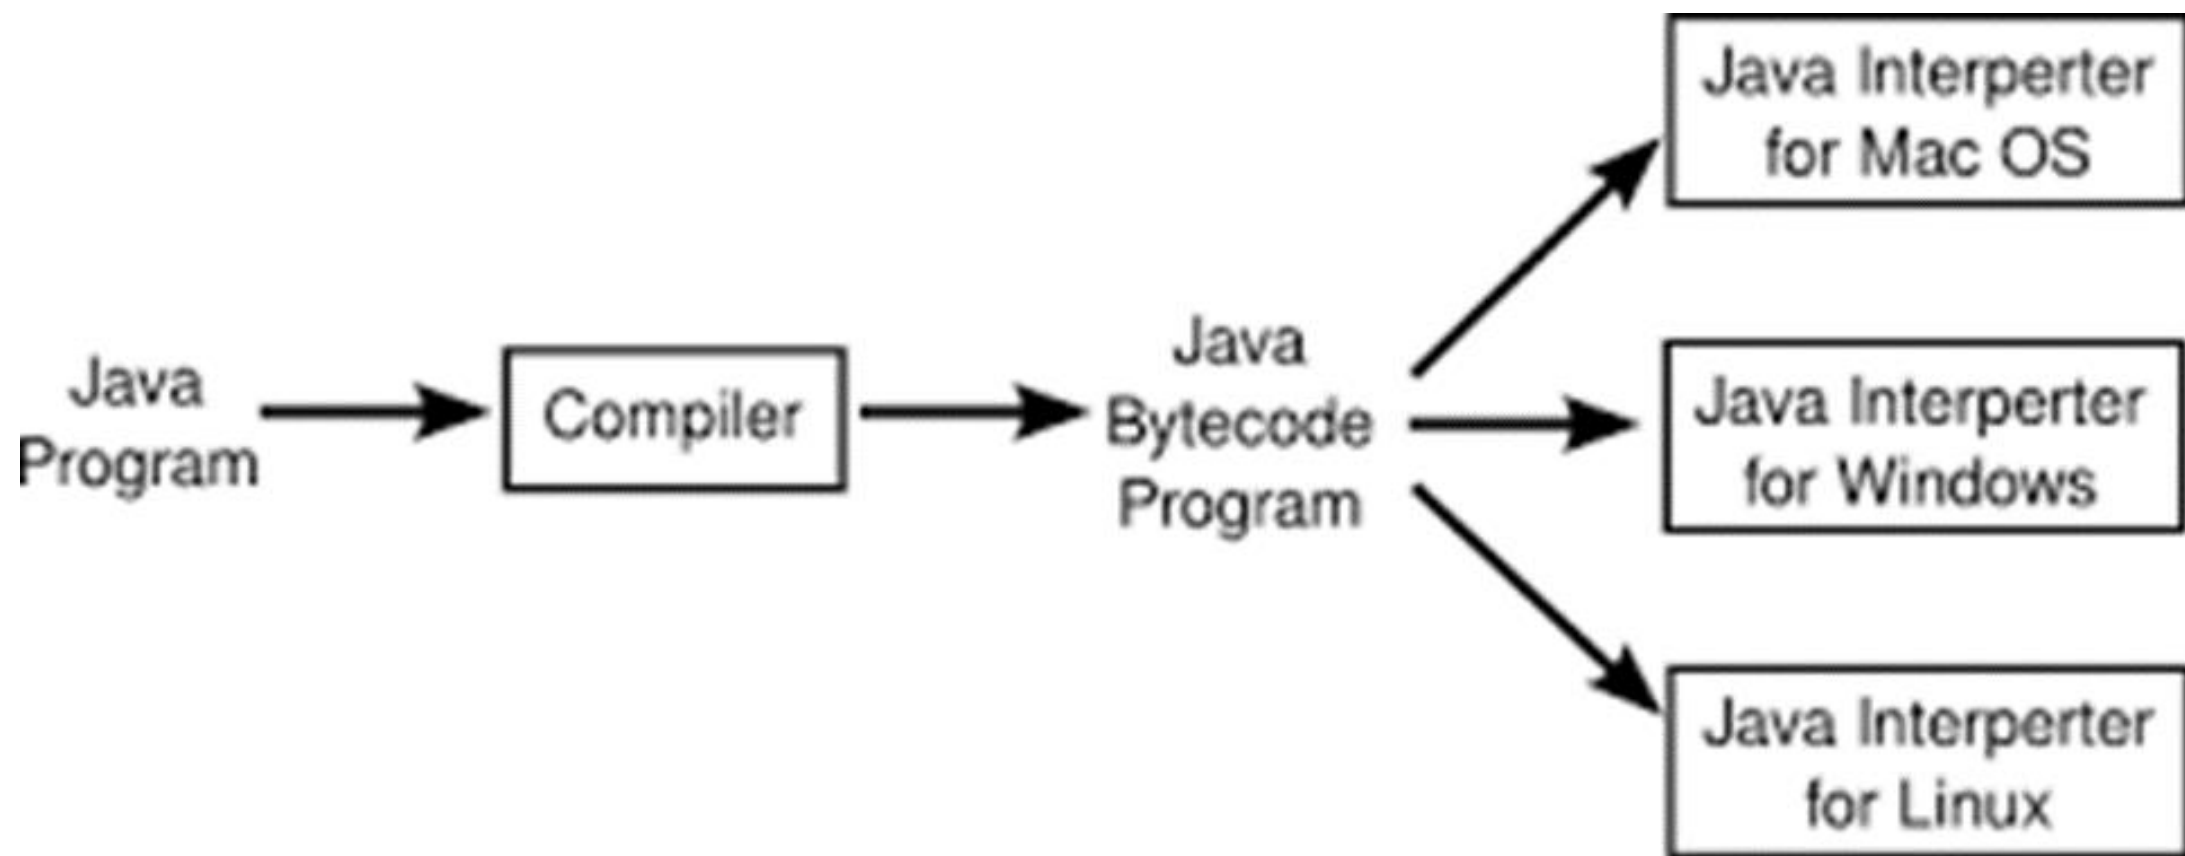 Java
Program
Compiler
Java
Bytecode
Program
Java Interperter
for Mac OS
Java Interperter
for Windows
Java Interperter
for Linux